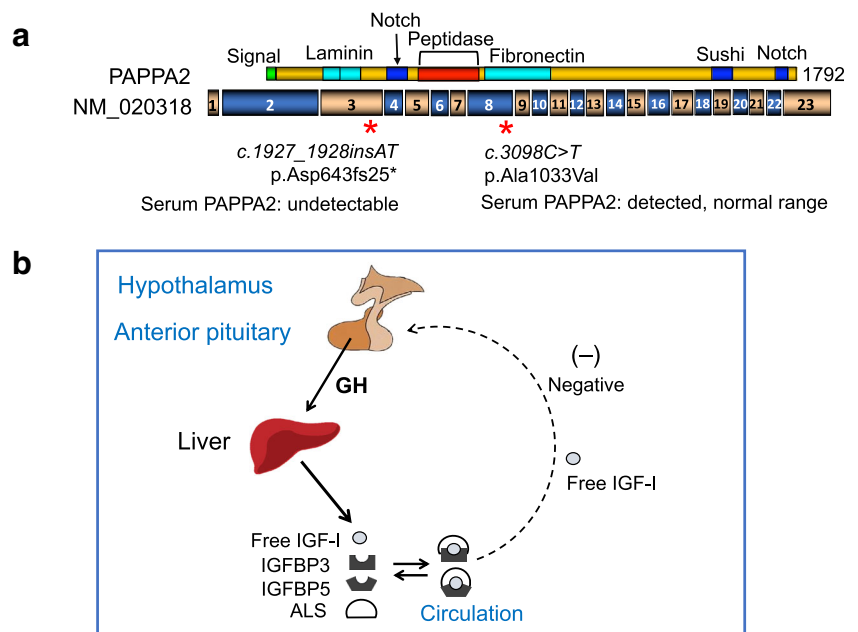 a
Notch
Signal Laminin Peptidase Fibronectin Sushi Notch
PAPPA2 1792
NM_020318 1 2 3 4 5 6 7 8 9 10 11 12 13 14 15 16 17 18 19 20 21 22 23
* *
c.1927_1928insAT c.3098C>T
p.Asp643fs25* p.Ala1033Val
Serum PAPPA2: undetectable Serum PAPPA2: detected, normal range
b
Hypothalamus
Anterior pituitary
(–)
Negative
GH
Liver
Free IGF-I
Free IGF-I
IGFBP3
IGFBP5
ALS Circulation